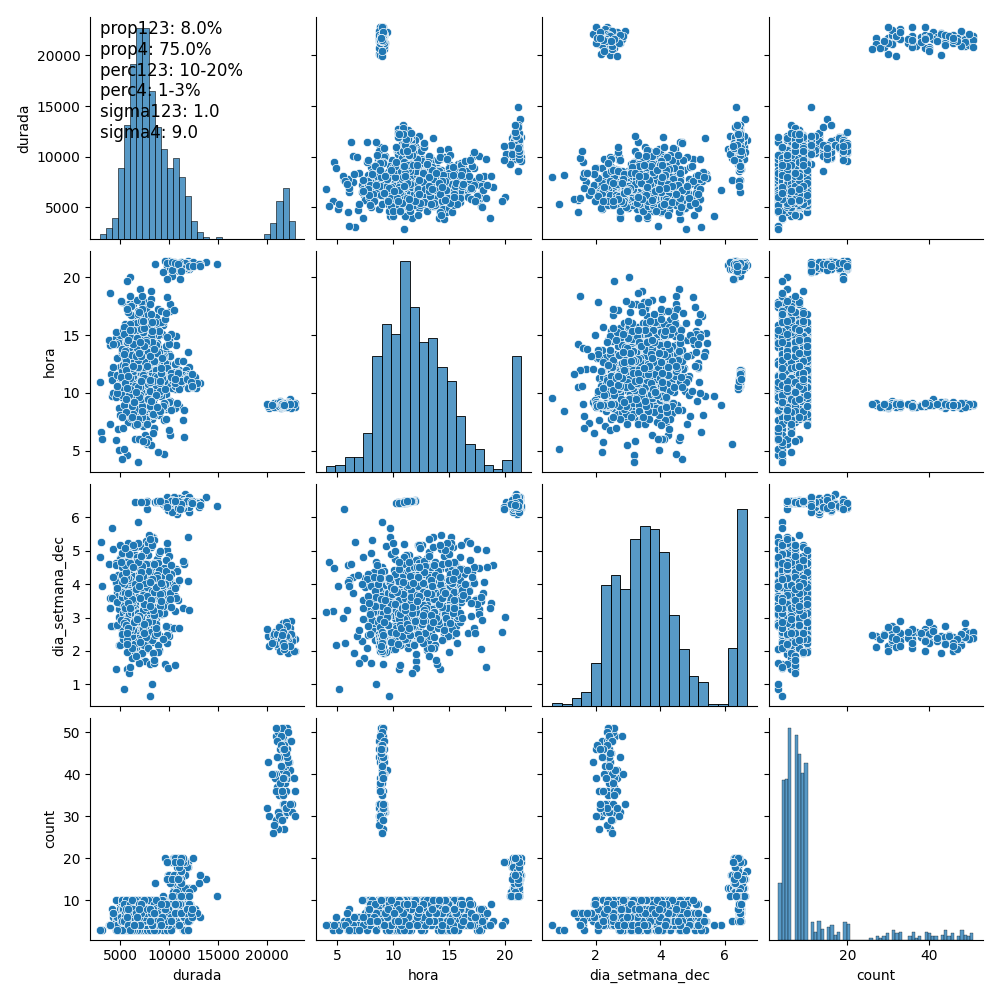 prop123: 8.0%
prop4: 75.0%
perc123: 10-20%
perc4: 1-3%
sigma123: 1.0
sigma4: 9.0
20000
15000
10000
5000
durada
20
15
10
5
hora
6
5
4
3
2
1
dia_setmana_dec
50
40
30
20
10
count
5000 10000 15000 20000
durada
5 10 15 20
hora
2 4 6
dia_setmana_dec
20 40
count